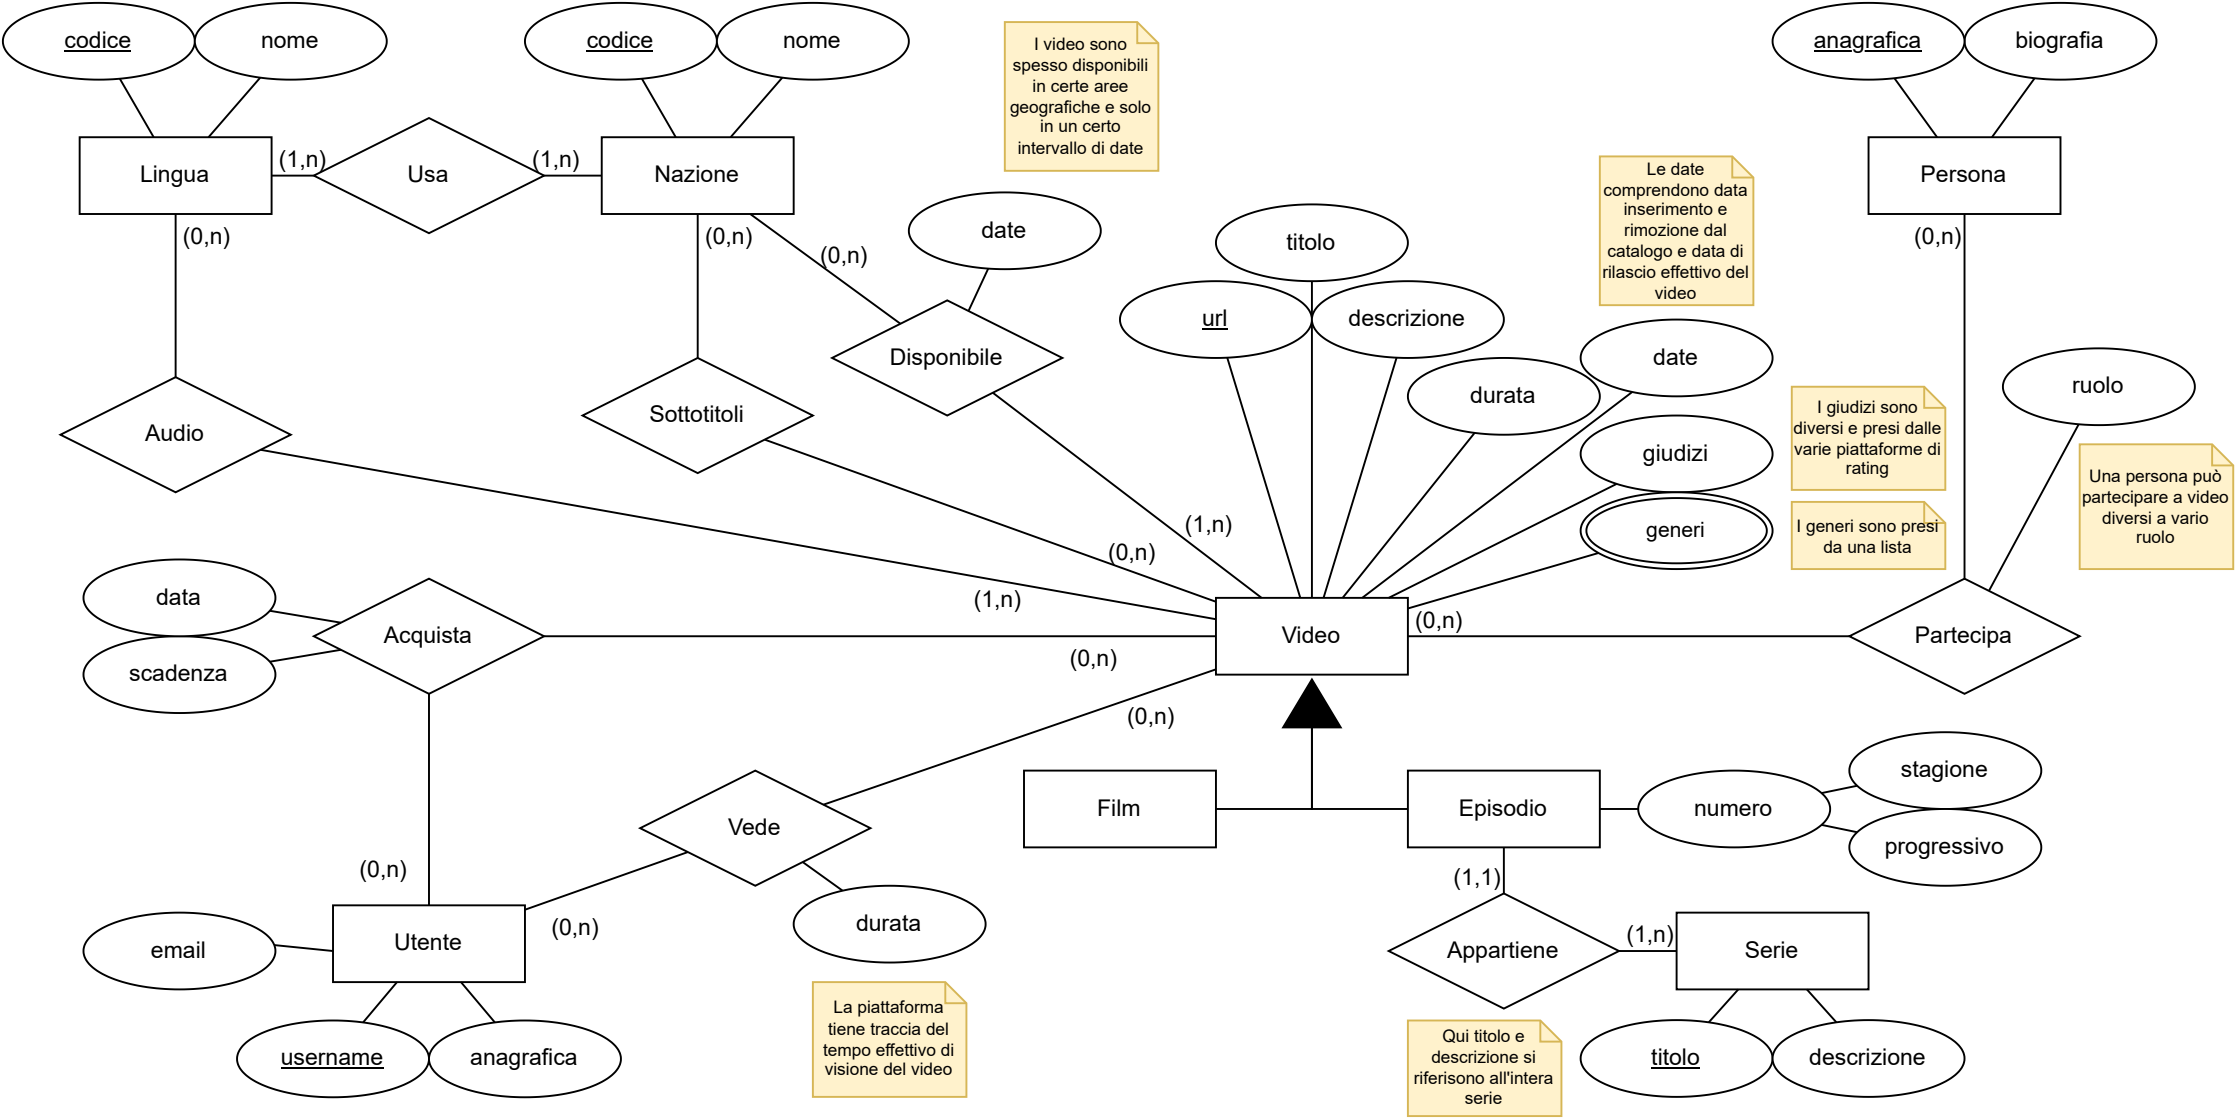 codice
nome
codice
nome
anagrafica
biografia
I video sono
spesso disponibili
in certe aree
geografiche e solo
in un certo
intervallo di date
Lingua
(1,n)
Usa
(1,n)
Nazione
Persona
Le date
comprendono data
inserimento e
rimozione dal
catalogo e data di
rilascio effettivo del
video
(0,n)
(0,n)
(0,n)
date
titolo
(0,n)
url
descrizione
Disponibile
date
durata
ruolo
Audio
Sottotitoli
giudizi
I giudizi sono
diversi e presi dalle
varie piattaforme di
rating
Una persona può
partecipare a video
diversi a vario
ruolo
(1,n)
(0,n)
generi
I generi sono presi
da una lista
data
(1,n)
Acquista
Video
(0,n)
Partecipa
scadenza
(0,n)
(0,n)
Vede
Film
Episodio
numero
stagione
progressivo
(0,n)
(1,1)
email
Utente
(0,n)
durata
Appartiene
(1,n)
Serie
username
anagrafica
La piattaforma
tiene traccia del
tempo effettivo di
visione del video
Qui titolo e
descrizione si
riferisono all'intera
serie
titolo
descrizione